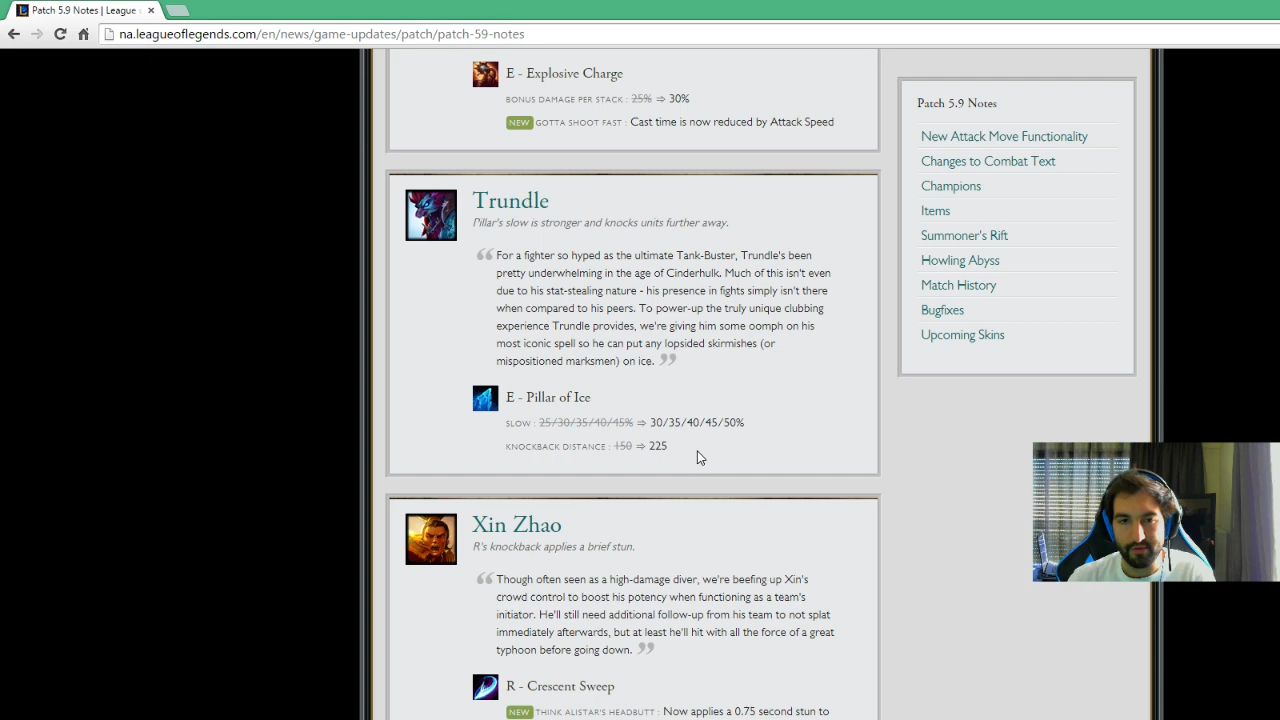 Patch 5.9 Notes | League
na.leagueoflegends.com/en/news/game-updates/patch/patch-59-notes
E - Explosive Charge
BONUS DAMAGE PER STACK : 25% ⇒ 30%
NEW GOTTA SHOOT FAST : Cast time is now reduced by Attack Speed
Trundle
Pillar's slow is stronger and knocks units further away.
“ For a fighter so hyped as the ultimate Tank-Buster, Trundle's been
pretty underwhelming in the age of Cinderhulk. Much of this isn't even
due to his stat-stealing nature - his presence in fights simply isn't there
when compared to his peers. To power-up the truly unique clubbing
experience Trundle provides, we're giving him some oomph on his
most iconic spell so he can put any lopsided skirmishes (or
mispositioned marksmen) on ice. ”
E - Pillar of Ice
SLOW : 25/30/35/40/45% ⇒ 30/35/40/45/50%
KNOCKBACK DISTANCE : 150 ⇒ 225
Xin Zhao
R's knockback applies a brief stun.
“ Though often seen as a high-damage diver, we're beefing up Xin's
crowd control to boost his potency when functioning as a team's
initiator. He'll still need additional follow-up from his team to not splat
immediately afterwards, but at least he'll hit with all the force of a great
typhoon before going down. ”
R - Crescent Sweep
NEW THINK ALISTAR'S HEADBUTT : Now applies a 0.75 second stun to
Patch 5.9 Notes
New Attack Move Functionality
Changes to Combat Text
Champions
Items
Summoner's Rift
Howling Abyss
Match History
Bugfixes
Upcoming Skins